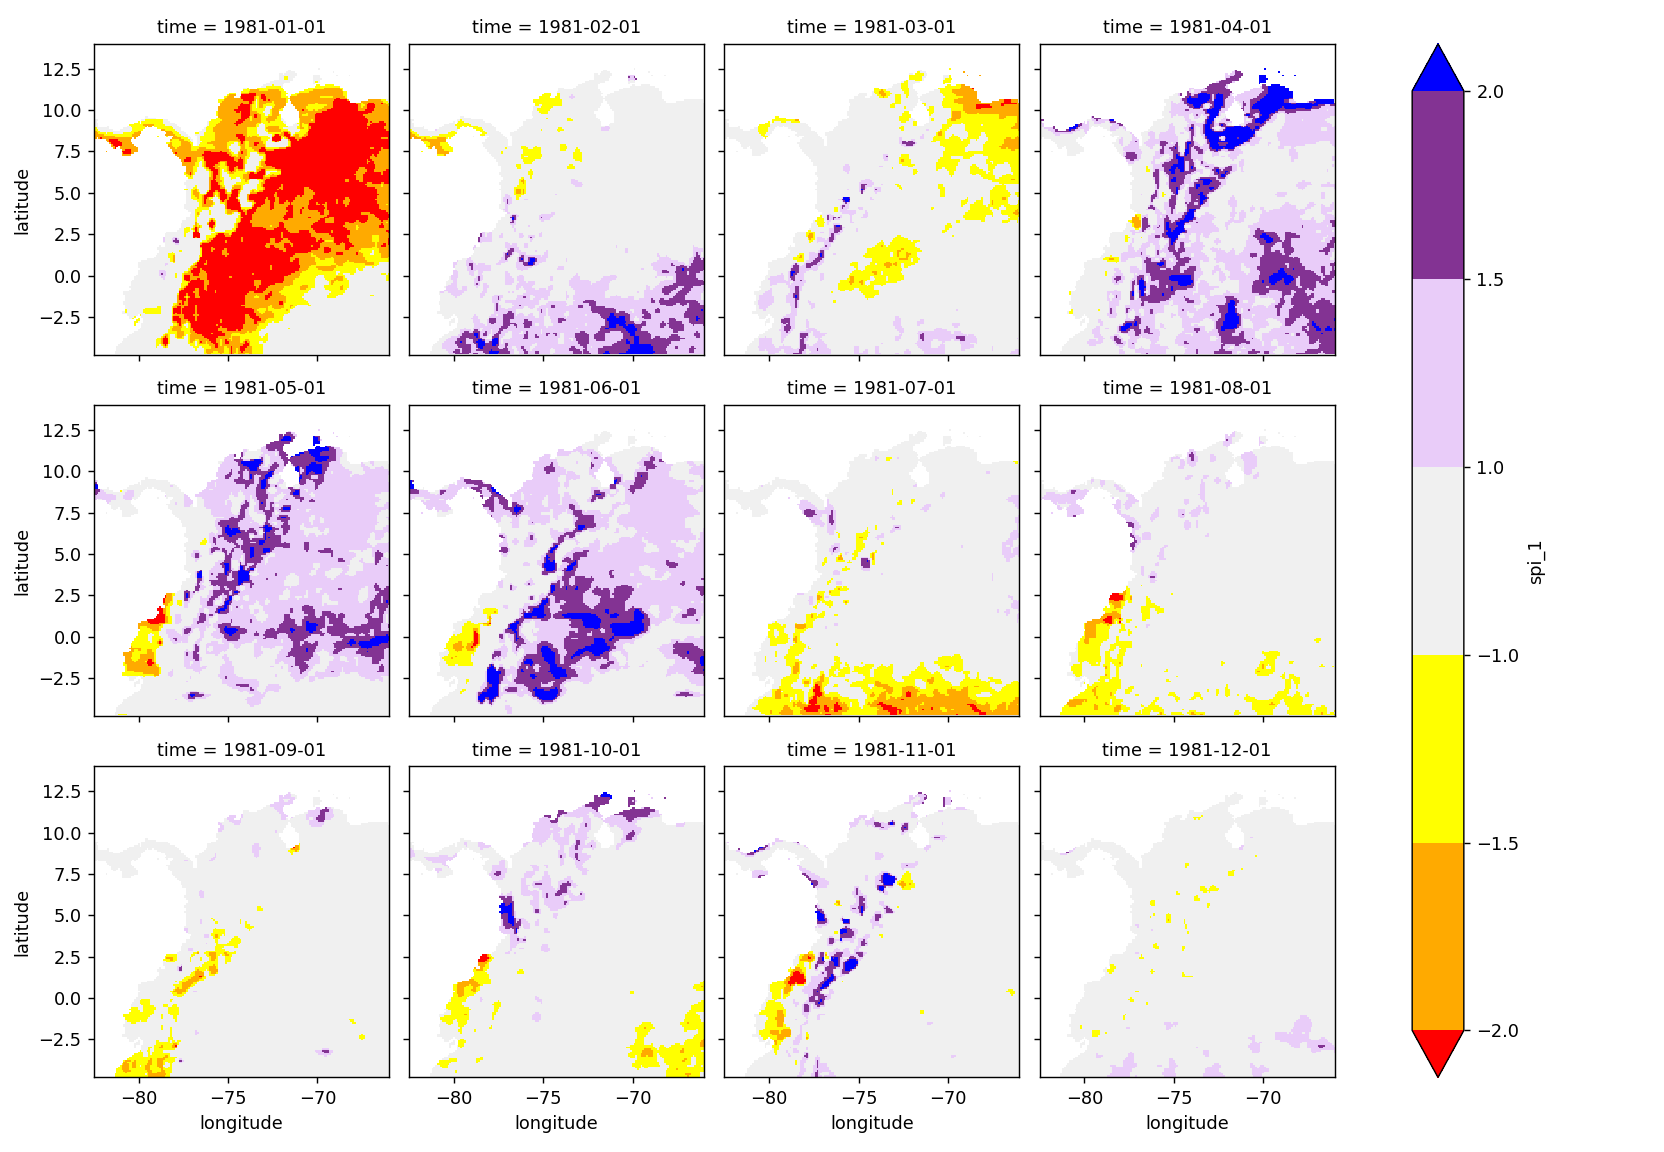 time = 1981-01-01
time = 1981-02-01
time = 1981-03-01
time = 1981-04-01
12.5
10.0
7.5
5.0
2.5
0.0
−2.5
latitude
time = 1981-05-01
time = 1981-06-01
time = 1981-07-01
time = 1981-08-01
12.5
10.0
7.5
5.0
2.5
0.0
−2.5
latitude
time = 1981-09-01
time = 1981-10-01
time = 1981-11-01
time = 1981-12-01
12.5
10.0
7.5
5.0
2.5
0.0
−2.5
latitude
−80 −75 −70
−80 −75 −70
−80 −75 −70
−80 −75 −70
longitude
longitude
longitude
longitude
2.0
1.5
1.0
−1.0
−1.5
−2.0
spi_1